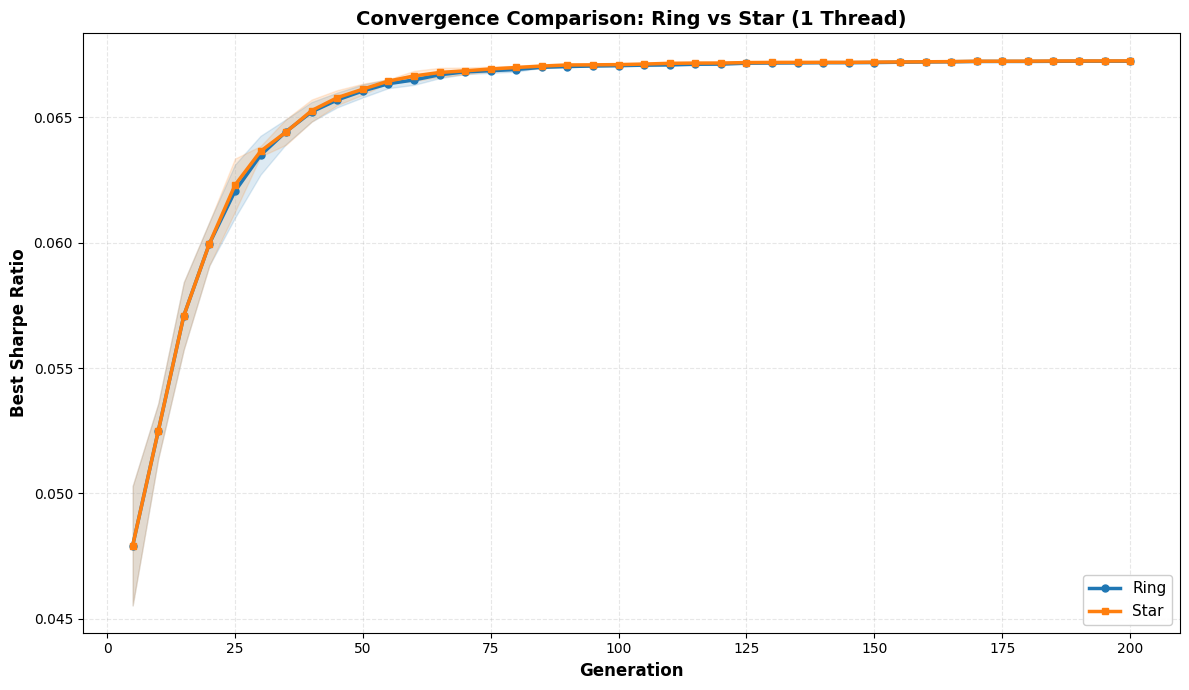 Convergence Comparison: Ring vs Star (1 Thread)
Best Sharpe Ratio
0.065
0.060
0.055
0.050
0.045
0
25
50
75
100
125
150
175
200
Generation
Ring
Star